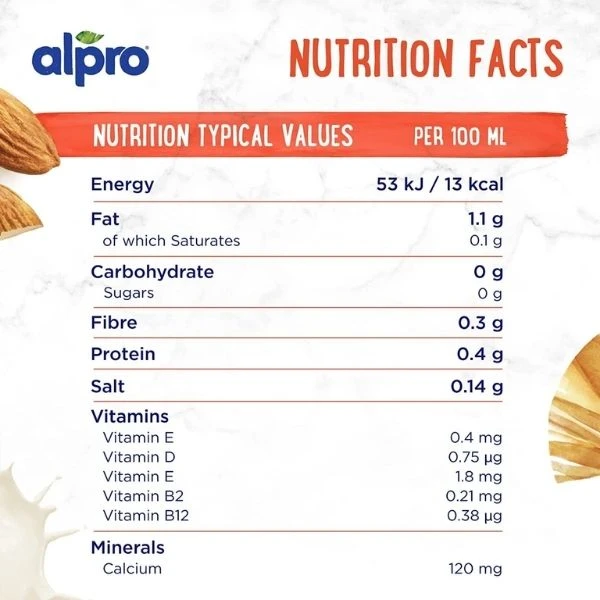 alpro
NUTRITION FACTS
NUTRITION TYPICAL VALUES PER 100 ML
Energy 53 kJ / 13 kcal
Fat 1.1 g
of which Saturates 0.1 g
Carbohydrate 0 g
Sugars 0 g
Fibre 0.3 g
Protein 0.4 g
Salt 0.14 g
Vitamins
Vitamin E 0.4 mg
Vitamin D 0.75 µg
Vitamin E 1.8 mg
Vitamin B2 0.21 mg
Vitamin B12 0.38 µg
Minerals
Calcium 120 mg